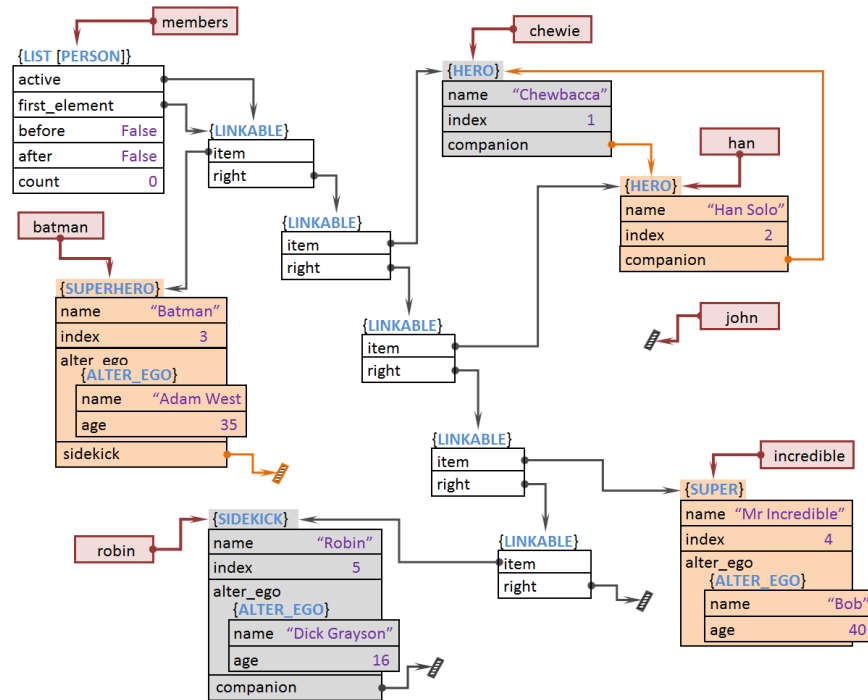 members
{LIST [PERSON]}
active
first_element
before False
after False
count 0
{LINKABLE}
item
right
{LINKABLE}
item
right
{LINKABLE}
item
right
{LINKABLE}
item
right
{LINKABLE}
item
right
chewie
{HERO}
name “Chewbacca”
index 1
companion
han
{HERO}
name “Han Solo”
index 2
companion
john
batman
{SUPERHERO}
name “Batman”
index 3
alter_ego
{ALTER_EGO}
name “Adam West
age 35
sidekick
incredible
{SUPER}
name “Mr Incredible”
index 4
alter_ego
{ALTER_EGO}
name “Bob”
age 40
robin
{SIDEKICK}
name “Robin”
index 5
alter_ego
{ALTER_EGO}
name “Dick Grayson”
age 16
companion